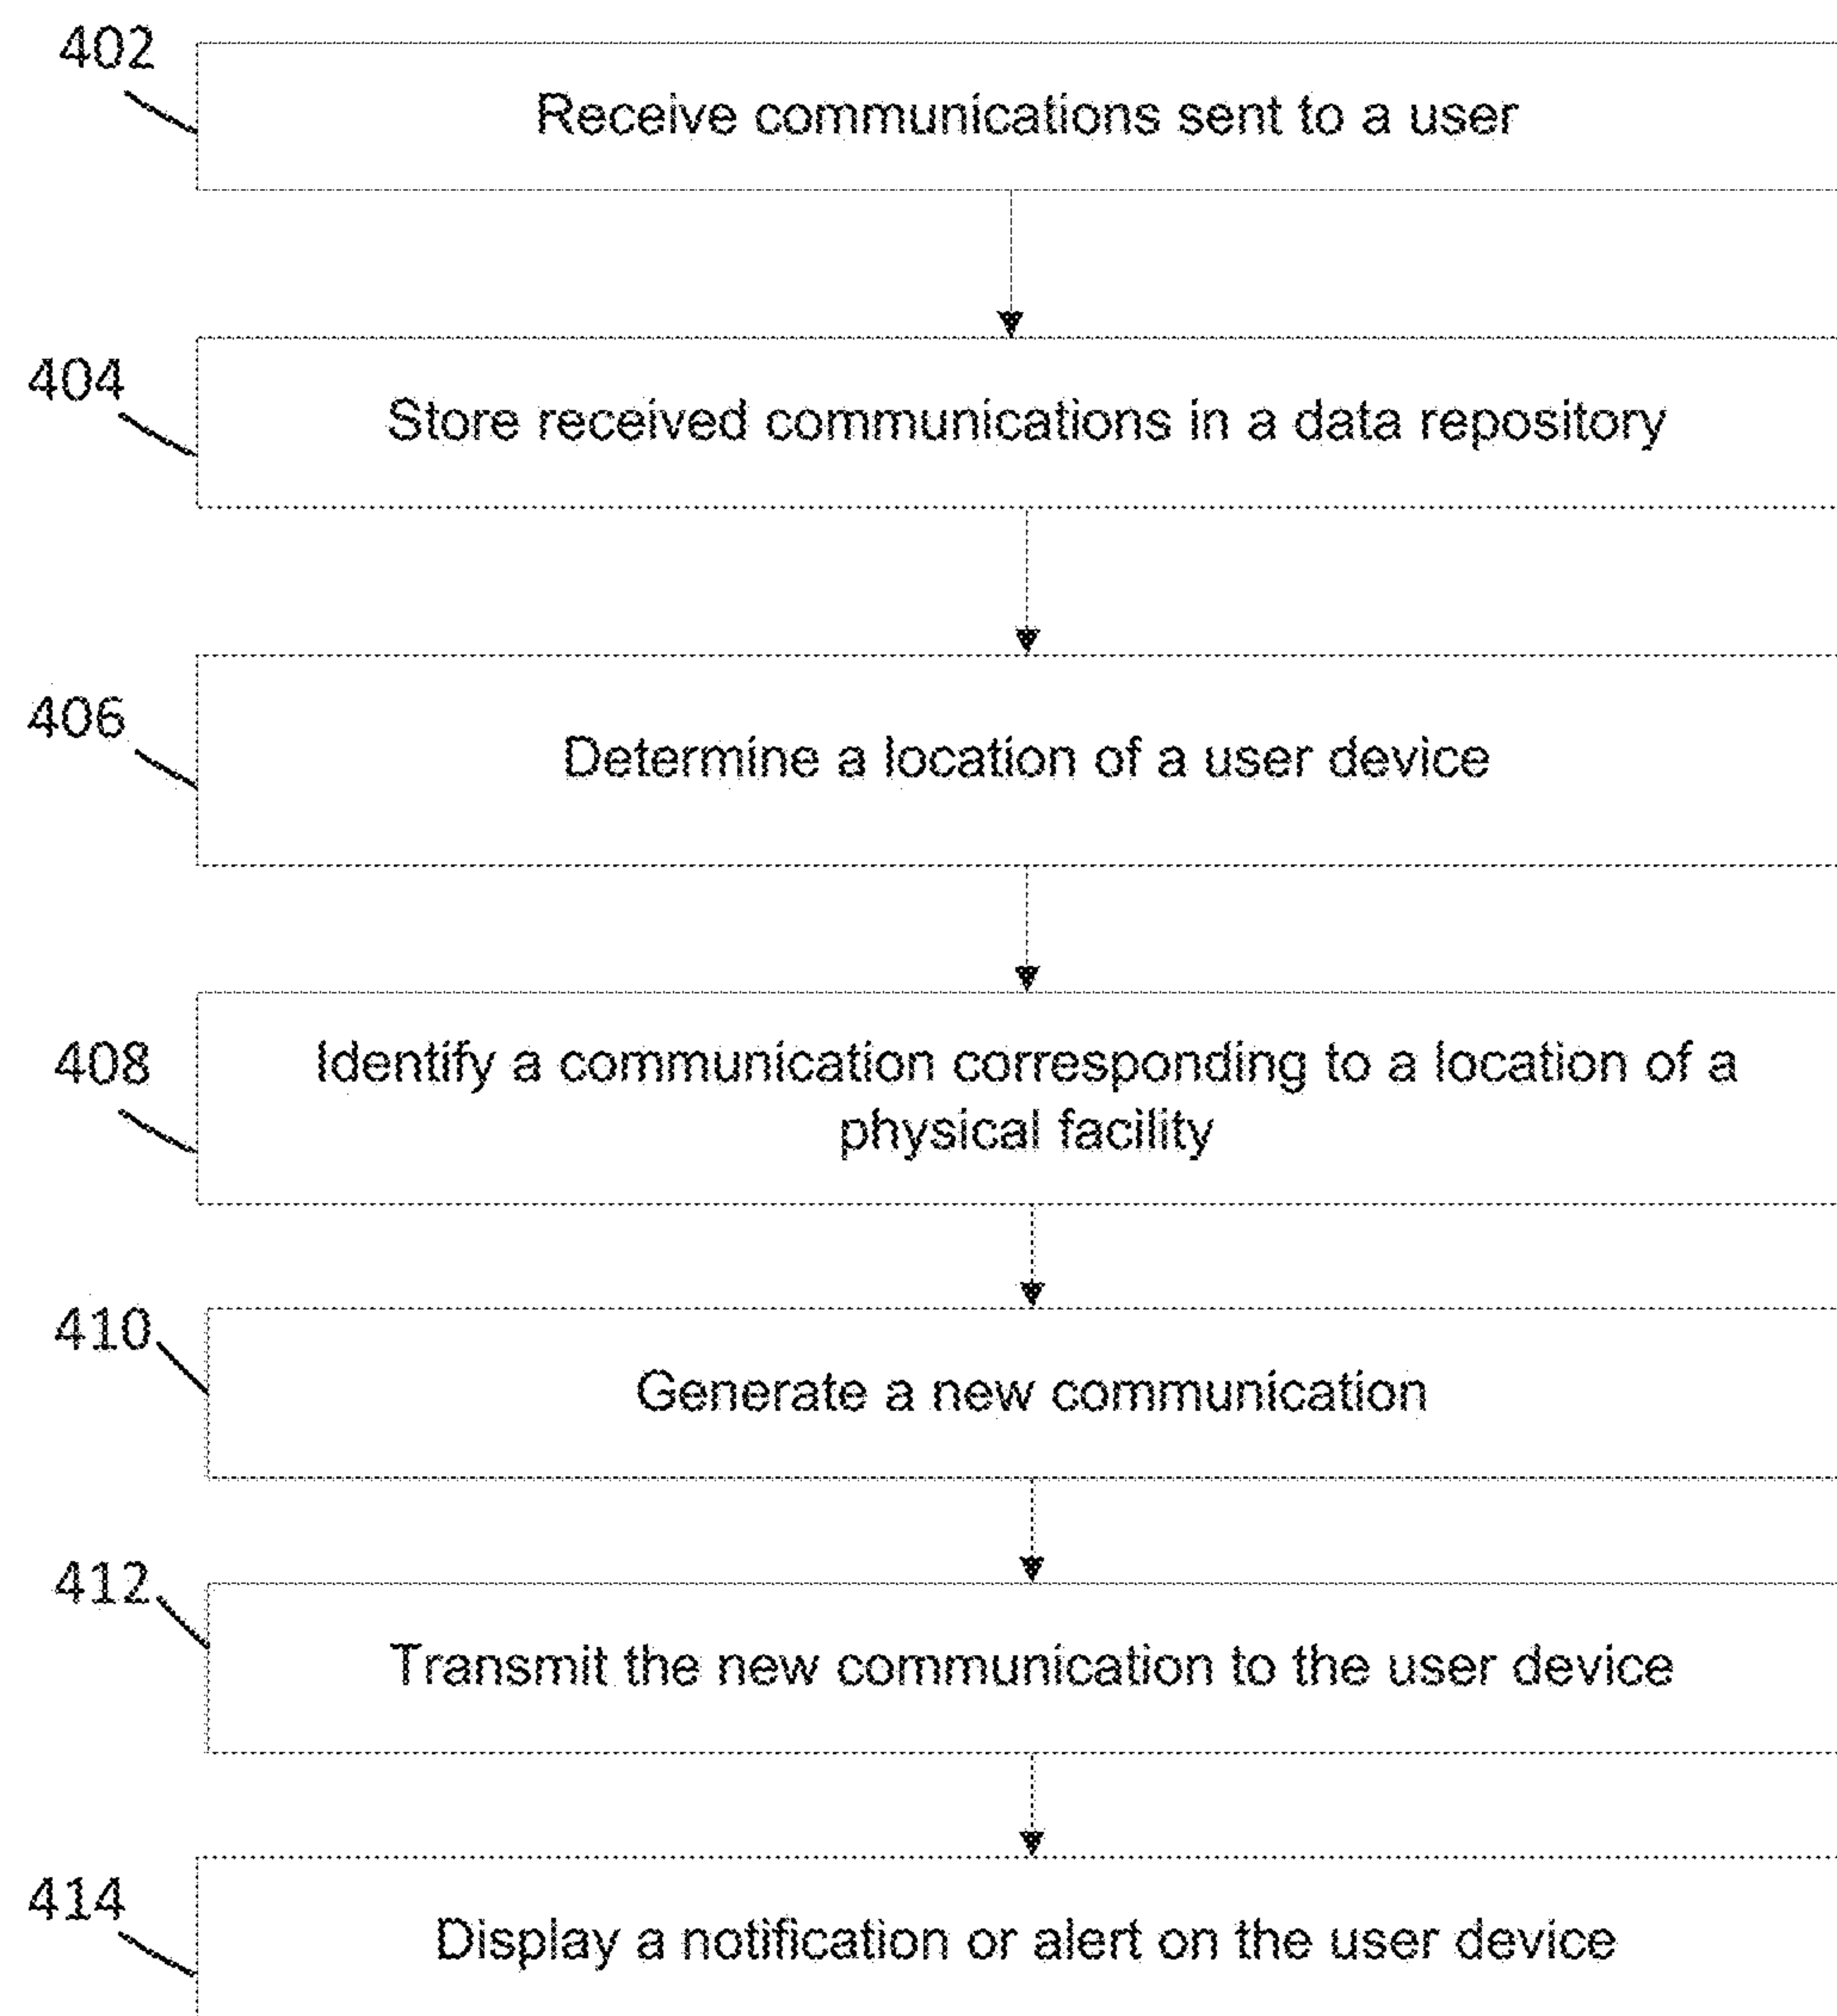 402
Receive communications sent to a user
404
Store received communications in a data repository
406
Determine a location of a user device
408
Identify a communication corresponding to a location of a
physical facility
410
Generate a new communication
412
Transmit the new communication to the user device
414
Display a notification or alert on the user device